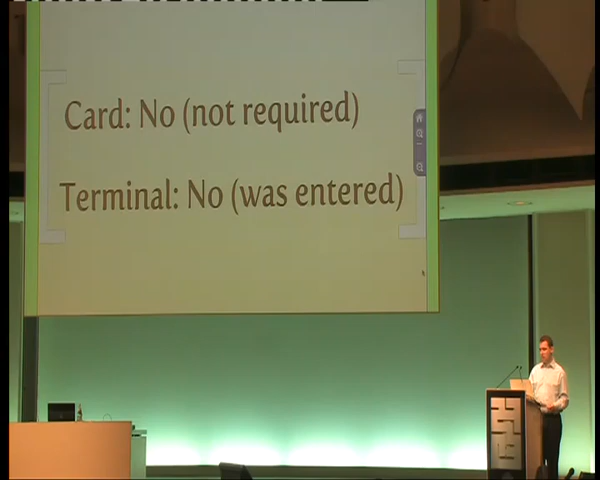 Card: No (not required)
Terminal: No (was entered)